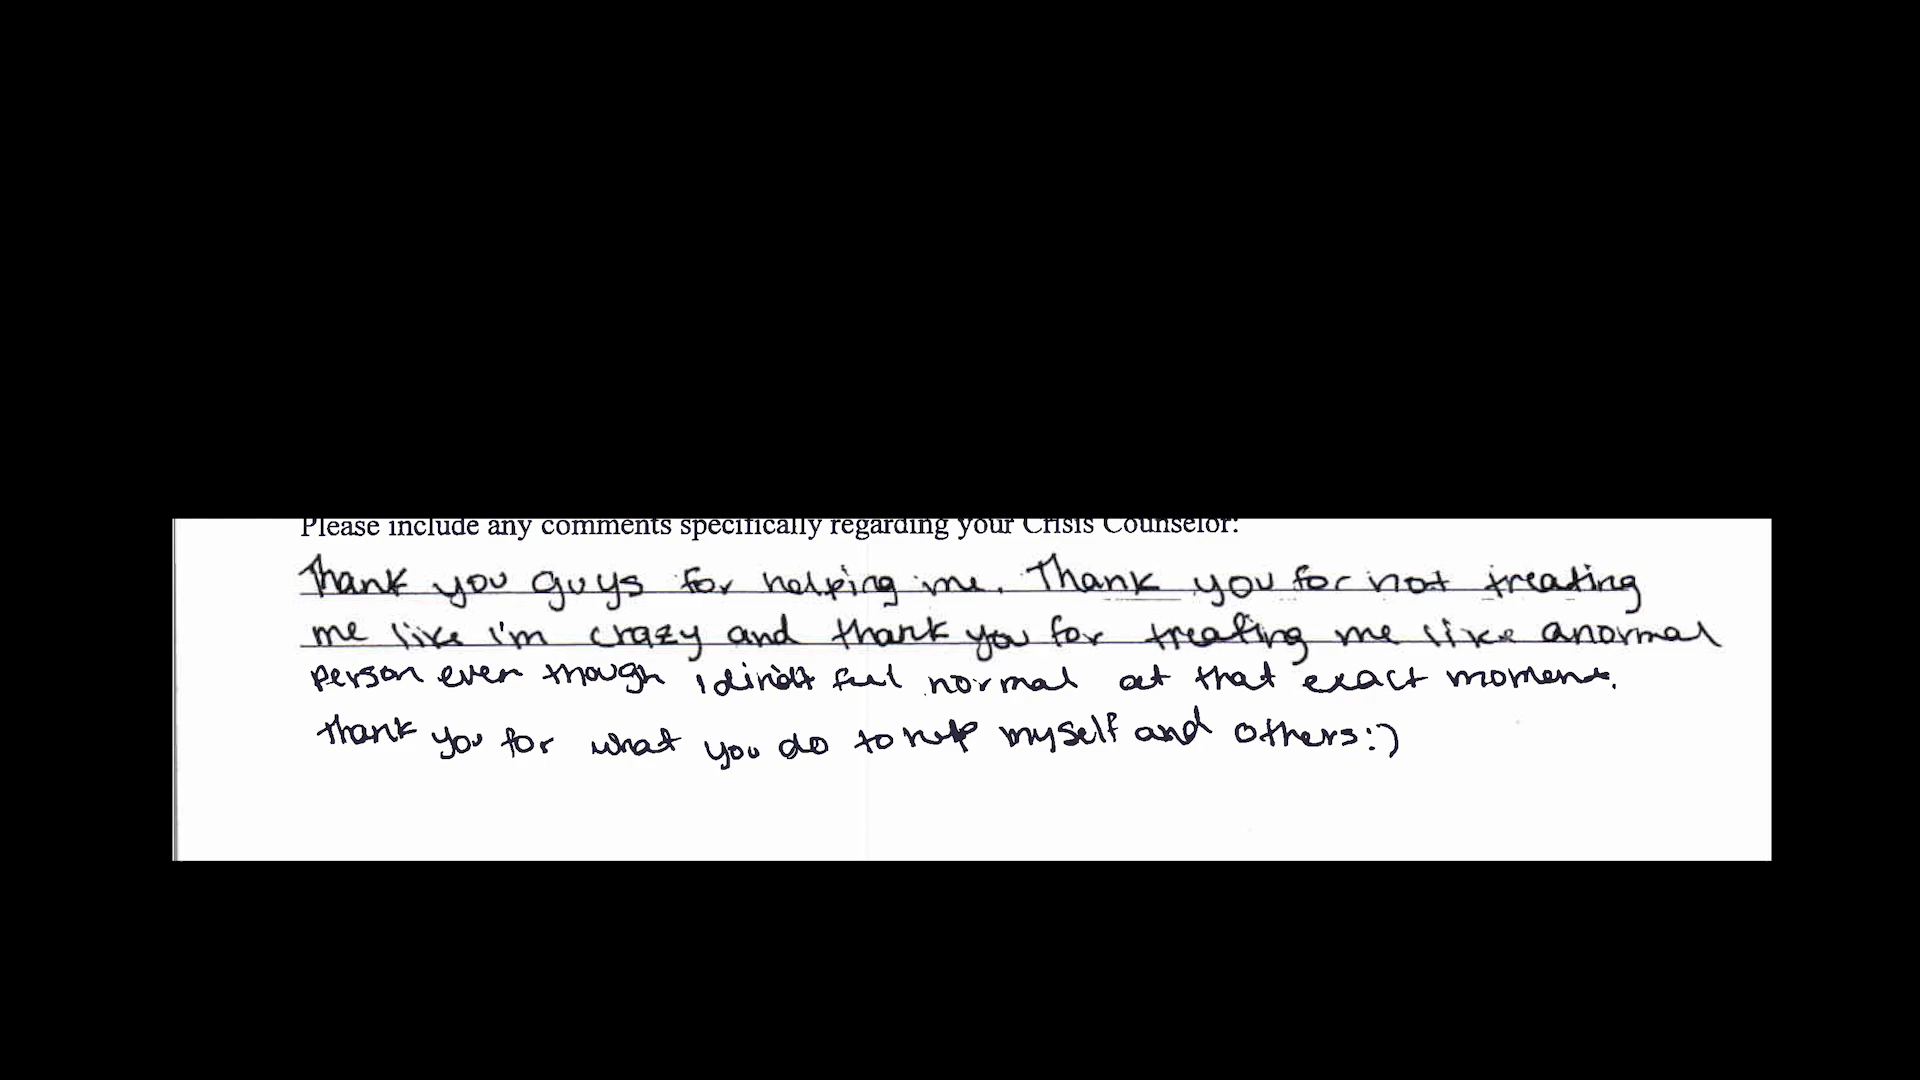 Please include any comments specifically regarding your Crisis Counselor:
Thank you guys for helping me. Thank you for not treating
me like i'm crazy and thank you for treating me like anormal
person even though i didn't feel normal at that exact moment.
Thank you for what you do to help myself and others:)